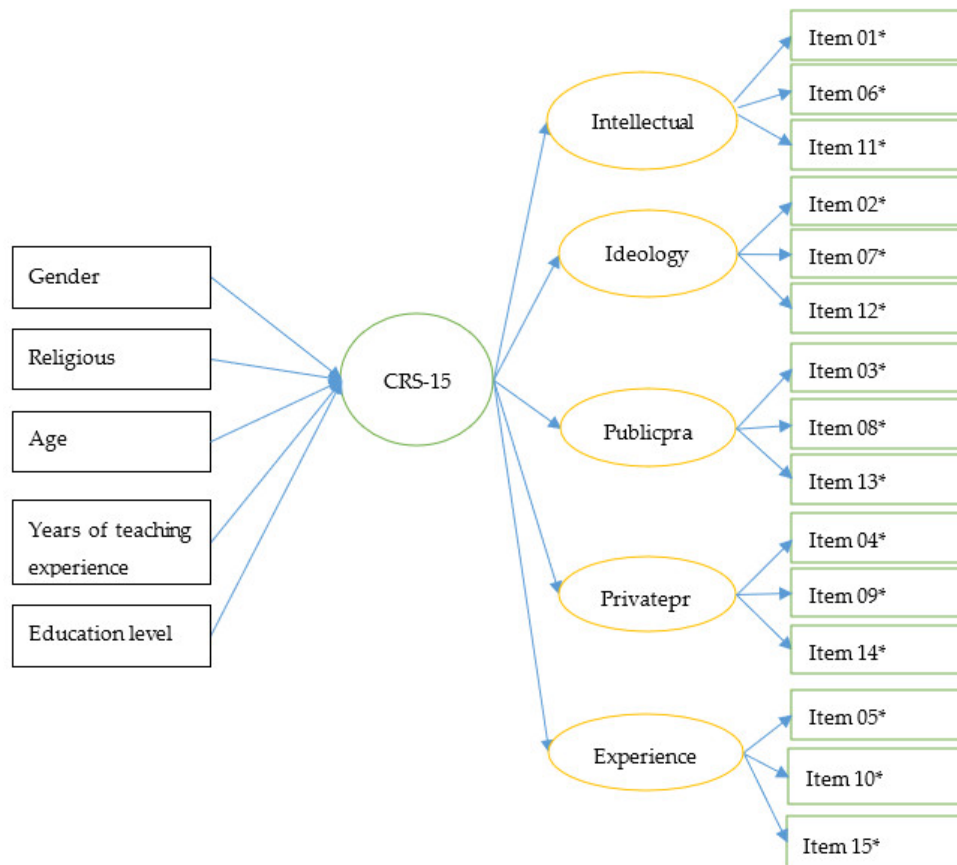 Gender
Religious
Age
Years of teaching
experience
Education level
CRS-15
Intellectual
Ideology
Publicpra
Privatepr
Experience
Item 01*
Item 06*
Item 11*
Item 02*
Item 07*
Item 12*
Item 03*
Item 08*
Item 13*
Item 04*
Item 09*
Item 14*
Item 05*
Item 10*
Item 15*